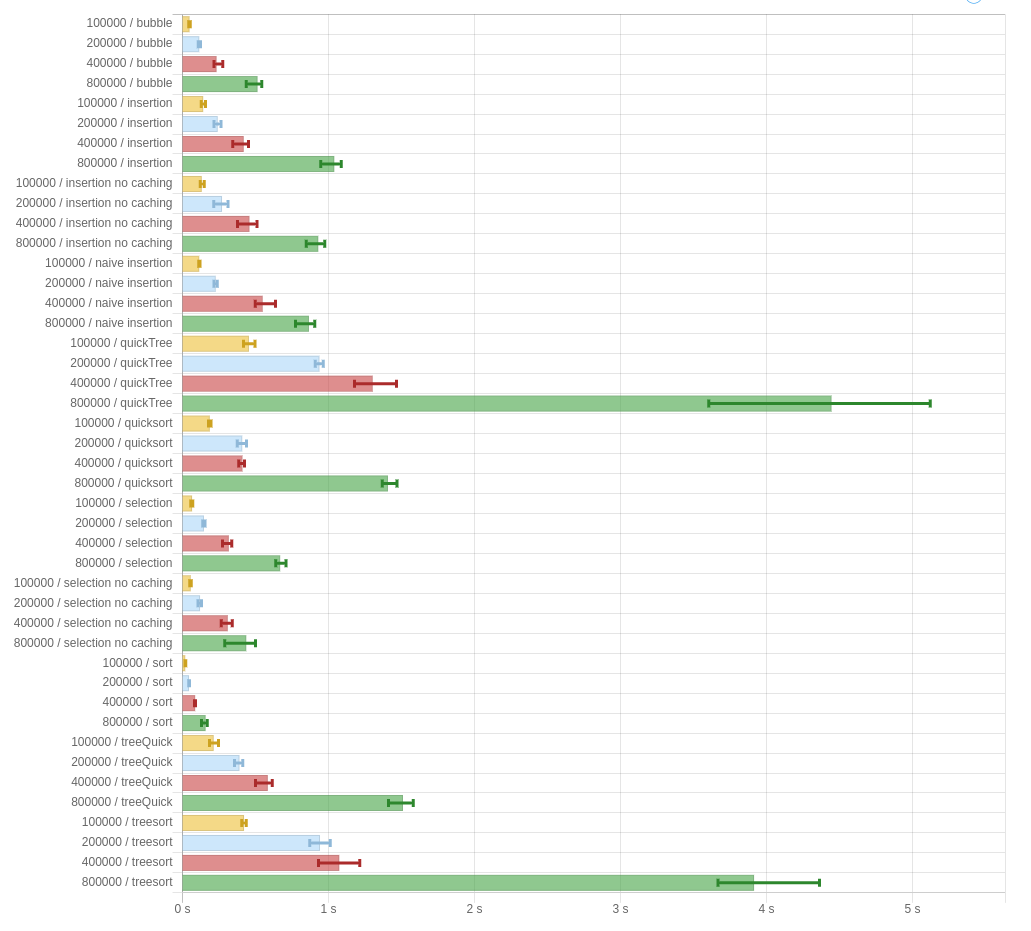 100000 / bubble
200000 / bubble
400000 / bubble
800000 / bubble
100000 / insertion
200000 / insertion
400000 / insertion
800000 / insertion
100000 / insertion no caching
200000 / insertion no caching
400000 / insertion no caching
800000 / insertion no caching
100000 / naive insertion
200000 / naive insertion
400000 / naive insertion
800000 / naive insertion
100000 / quickTree
200000 / quickTree
400000 / quickTree
800000 / quickTree
100000 / quicksort
200000 / quicksort
400000 / quicksort
800000 / quicksort
100000 / selection
200000 / selection
400000 / selection
800000 / selection
100000 / selection no caching
200000 / selection no caching
400000 / selection no caching
800000 / selection no caching
100000 / sort
200000 / sort
400000 / sort
800000 / sort
100000 / treeQuick
200000 / treeQuick
400000 / treeQuick
800000 / treeQuick
100000 / treesort
200000 / treesort
400000 / treesort
800000 / treesort
0 s 1 s 2 s 3 s 4 s 5 s